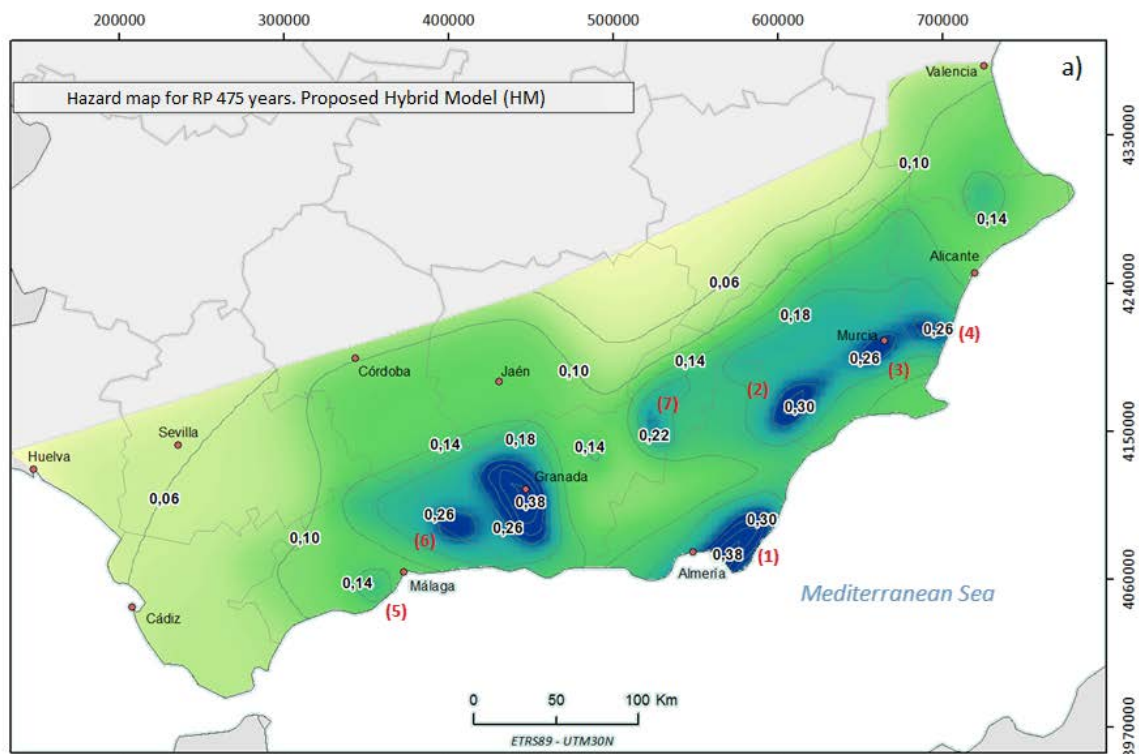 200000 300000 400000 500000 600000 700000
Valencia
a)
Hazard map for RP 475 years. Proposed Hybrid Model (HM)
4330000
0,10
0,14
Alicante
4240000
0,06
0,18
0,26
(4)
Murcia
0,14
0,26
(3)
Córdoba
0,10
Jaén
(2)
(7)
0,30
4150000
0,22
Sevilla
0,14
0,18
0,14
Huelva
Granada
0,06
0,38
0,26
0,26
0,30
(6)
0,10
0,38
(1)
Almería
4060000
0,14
Málaga
Mediterranean Sea
(5)
Cádiz
0 50 100 Km
ETRS89 - UTM30N
3970000